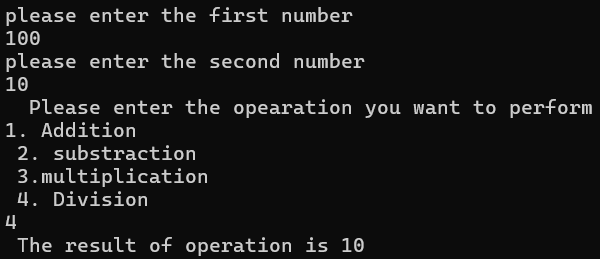 please enter the first number
100
please enter the second number
10
Please enter the opearation you want to perform
1. Addition
2. substraction
3.multiplication
4. Division
4
The result of operation is 10